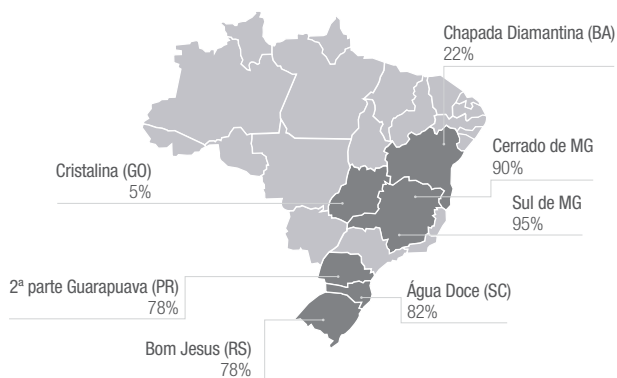 Chapada Diamantina (BA)
22%
Cerrado de MG
90%
Cristalina (GO)
5%
Sul de MG
95%
2ª parte Guarapuava (PR)
78%
Água Doce (SC)
82%
Bom Jesus (RS)
78%